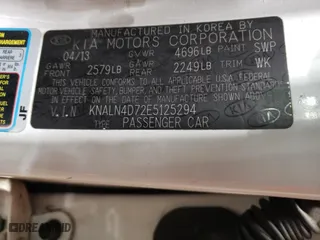 MANUFACTURED IN KOREA BY
KIA MOTORS CORPORATION
04/13 GVWR 4696LB PAINT SWP
GAWR FRONT 2579LB GAWR REAR 2249LB TRIM WK
THIS VEHICLE CONFORMS TO ALL APPLICABLE U.S.A. FEDERAL
MOTOR VEHICLE SAFETY, BUMPER, AND THEFT PREVENTION
STANDARDS IN EFFECT ON THE DATE OF MANUFACTURE SHOWN ABOVE.
V.I.N KNALN4D72E5125294
TYPE: PASSENGER CAR
JF